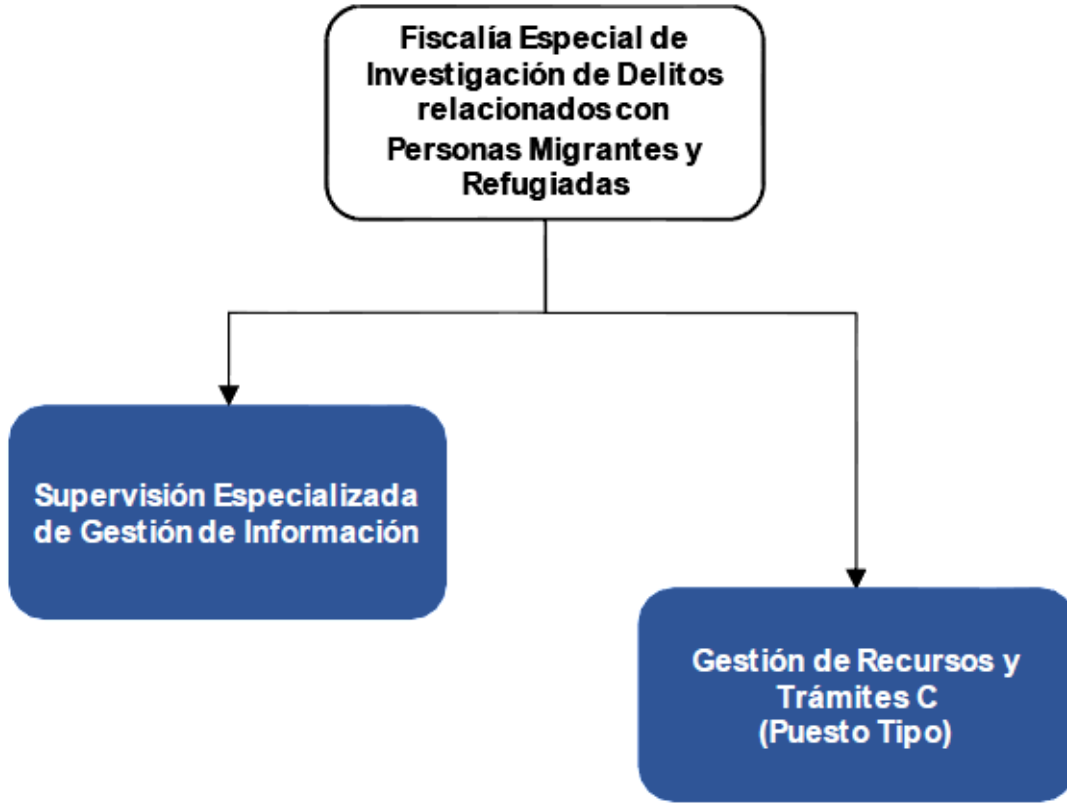 Fiscalía Especial de
Investigación de Delitos
relacionados con
Personas Migrantes y
Refugiadas
Supervisión Especializada
de Gestión de Información
Gestión de Recursos y
Trámites C
(Puesto Tipo)